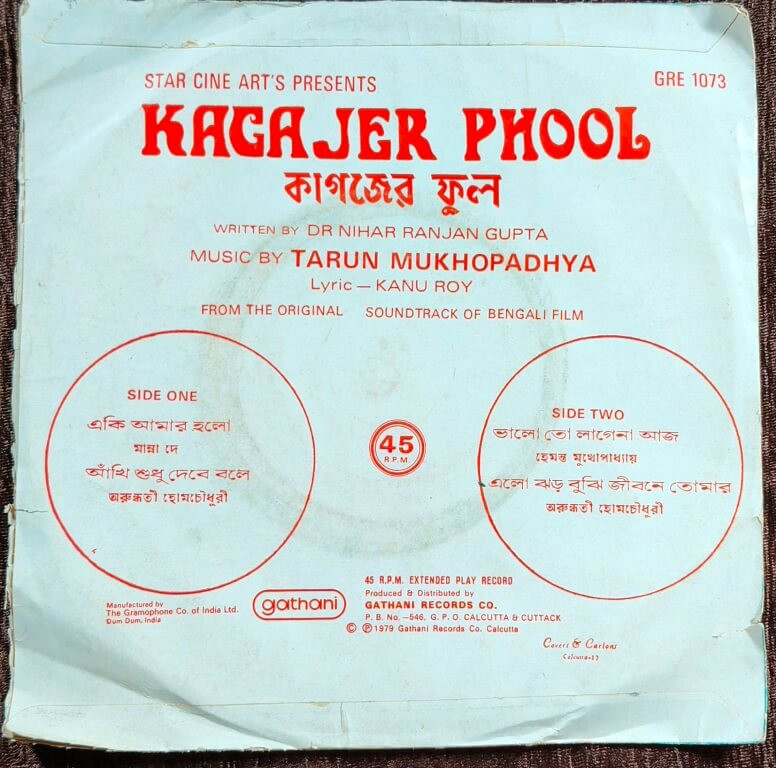 STAR CINE ART'S PRESENTS
GRE 1073
KAGAJER PHOOL
কাগজের ফুল
WRITTEN BY DR NIHAR RANJAN GUPTA
MUSIC BY TARUN MUKHOPADHYA
Lyric — KANU ROY
FROM THE ORIGINAL SOUNDTRACK OF BENGALI FILM
SIDE ONE
একি আমার হলো
মান্না দে
আঁখি শুধু দেবে বলে
অরুন্ধতী হোমচৌধুরী
45
R.P.M.
SIDE TWO
ভালো তো লাগেনা আজ
হেমন্ত মুখোপাধ্যায়
এলো ঝড় বুঝি জীবনে তোমার
অরুন্ধতী হোমচৌধুরী
Manufactured by
The Gramophone Co. of India Ltd.
Dum Dum, India
gathani
45 R.P.M. EXTENDED PLAY RECORD
Produced & Distributed by
GATHANI RECORDS CO.
P. B. No.—546, G. P. O. CALCUTTA & CUTTACK
© ℗ 1979 Gathani Records Co. Calcutta
Covers & Cartons